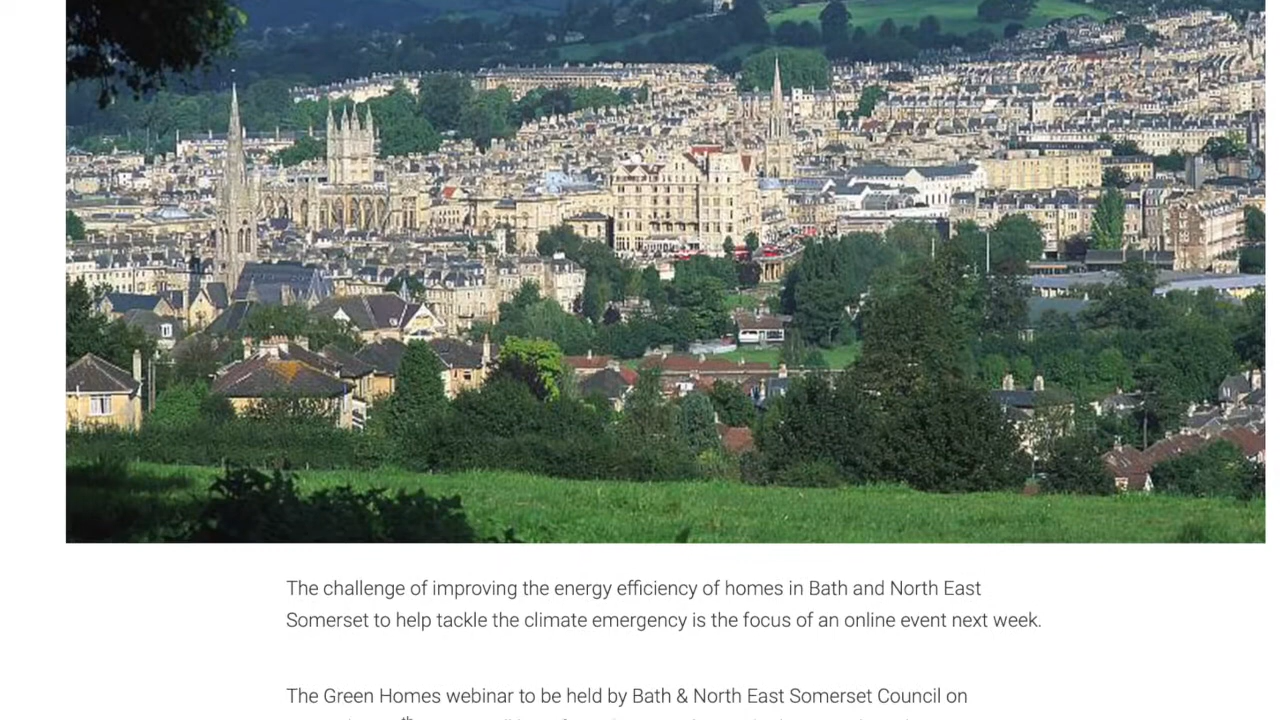 The challenge of improving the energy efficiency of homes in Bath and North East
Somerset to help tackle the climate emergency is the focus of an online event next week.
The Green Homes webinar to be held by Bath & North East Somerset Council on
th